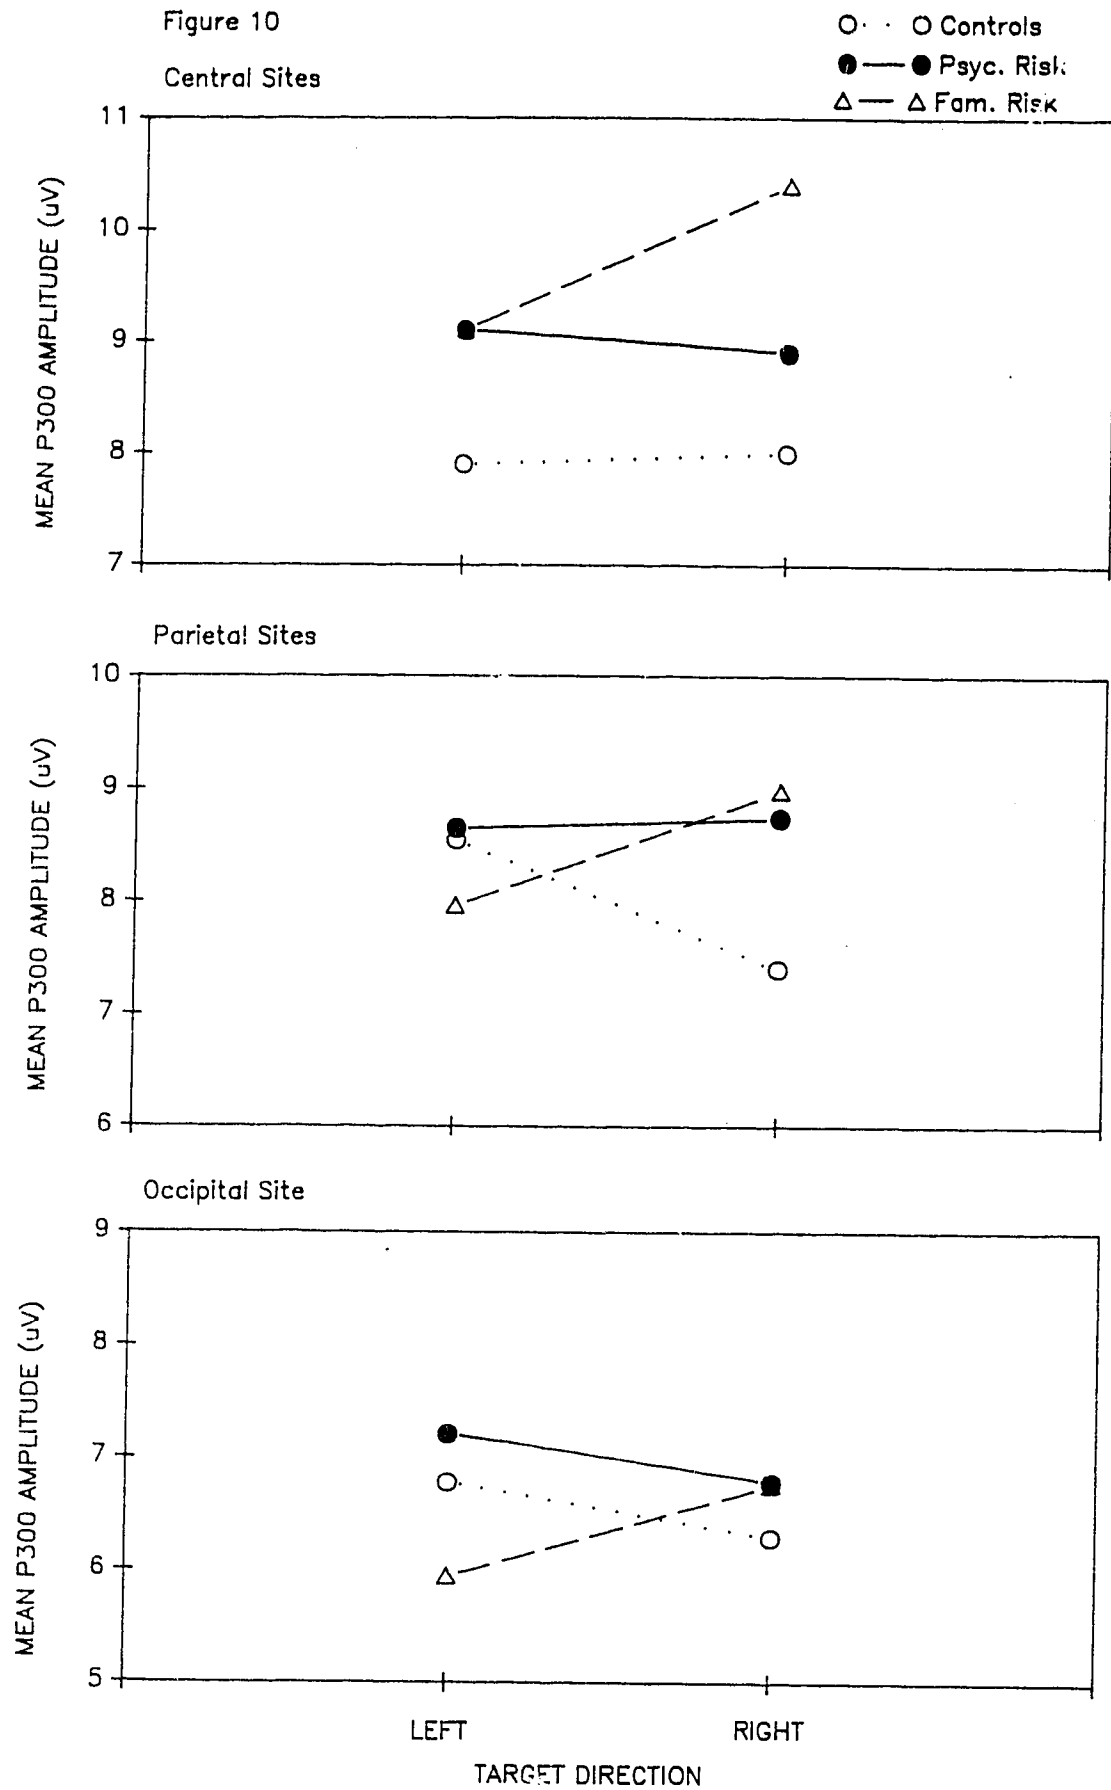 Figure 10
Central Sites
Controls
Psyc. Risk
Fam. Risk
11
10
9
8
7
MEAN P300 AMPLITUDE (uV)
Parietal Sites
10
9
8
7
6
MEAN P300 AMPLITUDE (uV)
Occipital Site
9
8
7
6
5
MEAN P300 AMPLITUDE (uV)
LEFT RIGHT
TARGET DIRECTION